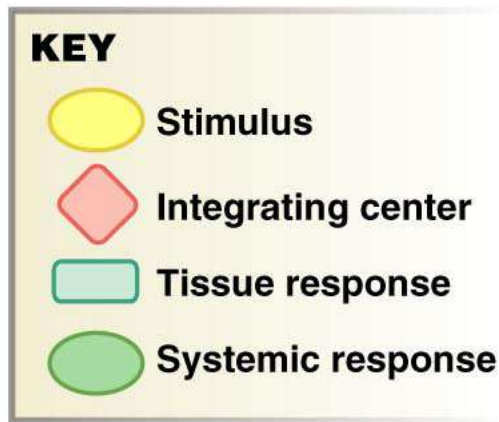 KEY
Stimulus
Integrating center
Tissue response
Systemic response